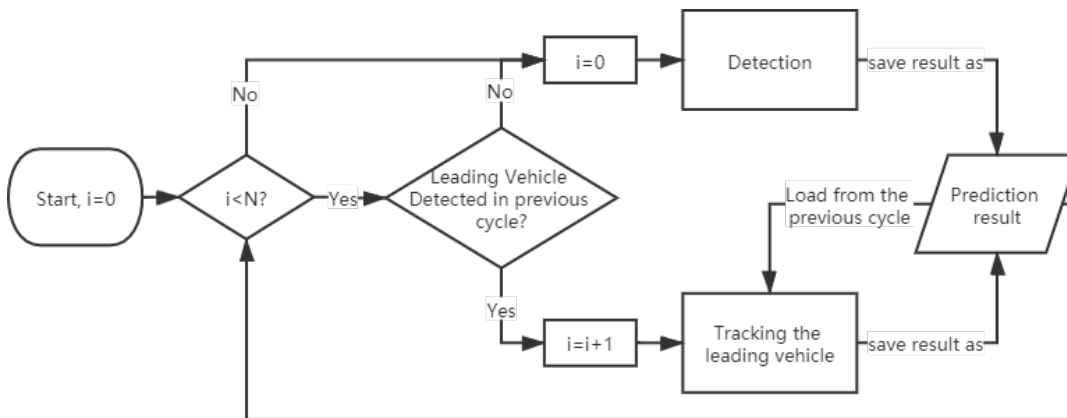 i=0
Detection
save result as
No
No
Start, i=0
i<N?
Yes
Leading Vehicle
Detected in previous
cycle?
Load from the
previous cycle
Prediction
result
Yes
i=i+1
Tracking the
leading vehicle
save result as